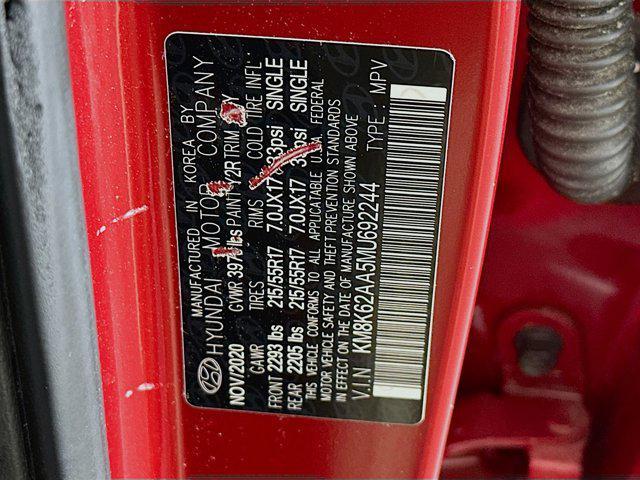 MANUFACTURED IN KOREA BY
HYUNDAI MOTOR COMPANY
NOV/2020 GVWR lbs PAINT TRIM
GAWR TIRES RIMS COLD TIRE INFL.
FRONT 2293 lbs 215/55R17 7.0JX17 SINGLE
REAR 2205 lbs 215/55R17 7.0JX17 SINGLE
THIS VEHICLE CONFORMS TO ALL APPLICABLE U.S.A FEDERAL
MOTOR VEHICLE SAFETY AND THEFT PREVENTION STANDARDS
IN EFFECT ON THE DATE OF MANUFACTURE SHOWN ABOVE
V.I.N KM8K62AA5MU692244 TYPE : MPV